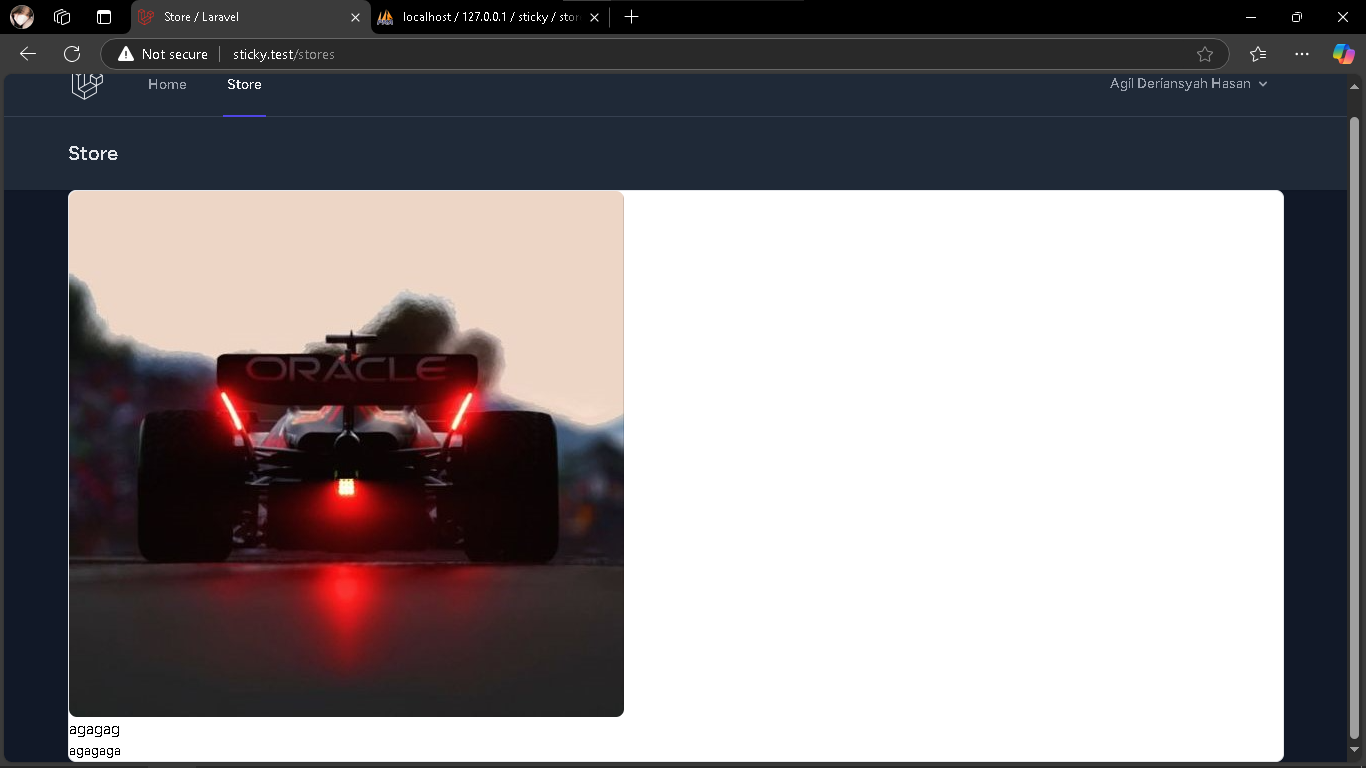 Store / Laravel
localhost / 127.0.0.1 / sticky / stor
Not secure
sticky.test/stores
Home
Store
Agil Deriansyah Hasan
Store
ORACLE
agagag
agagaga